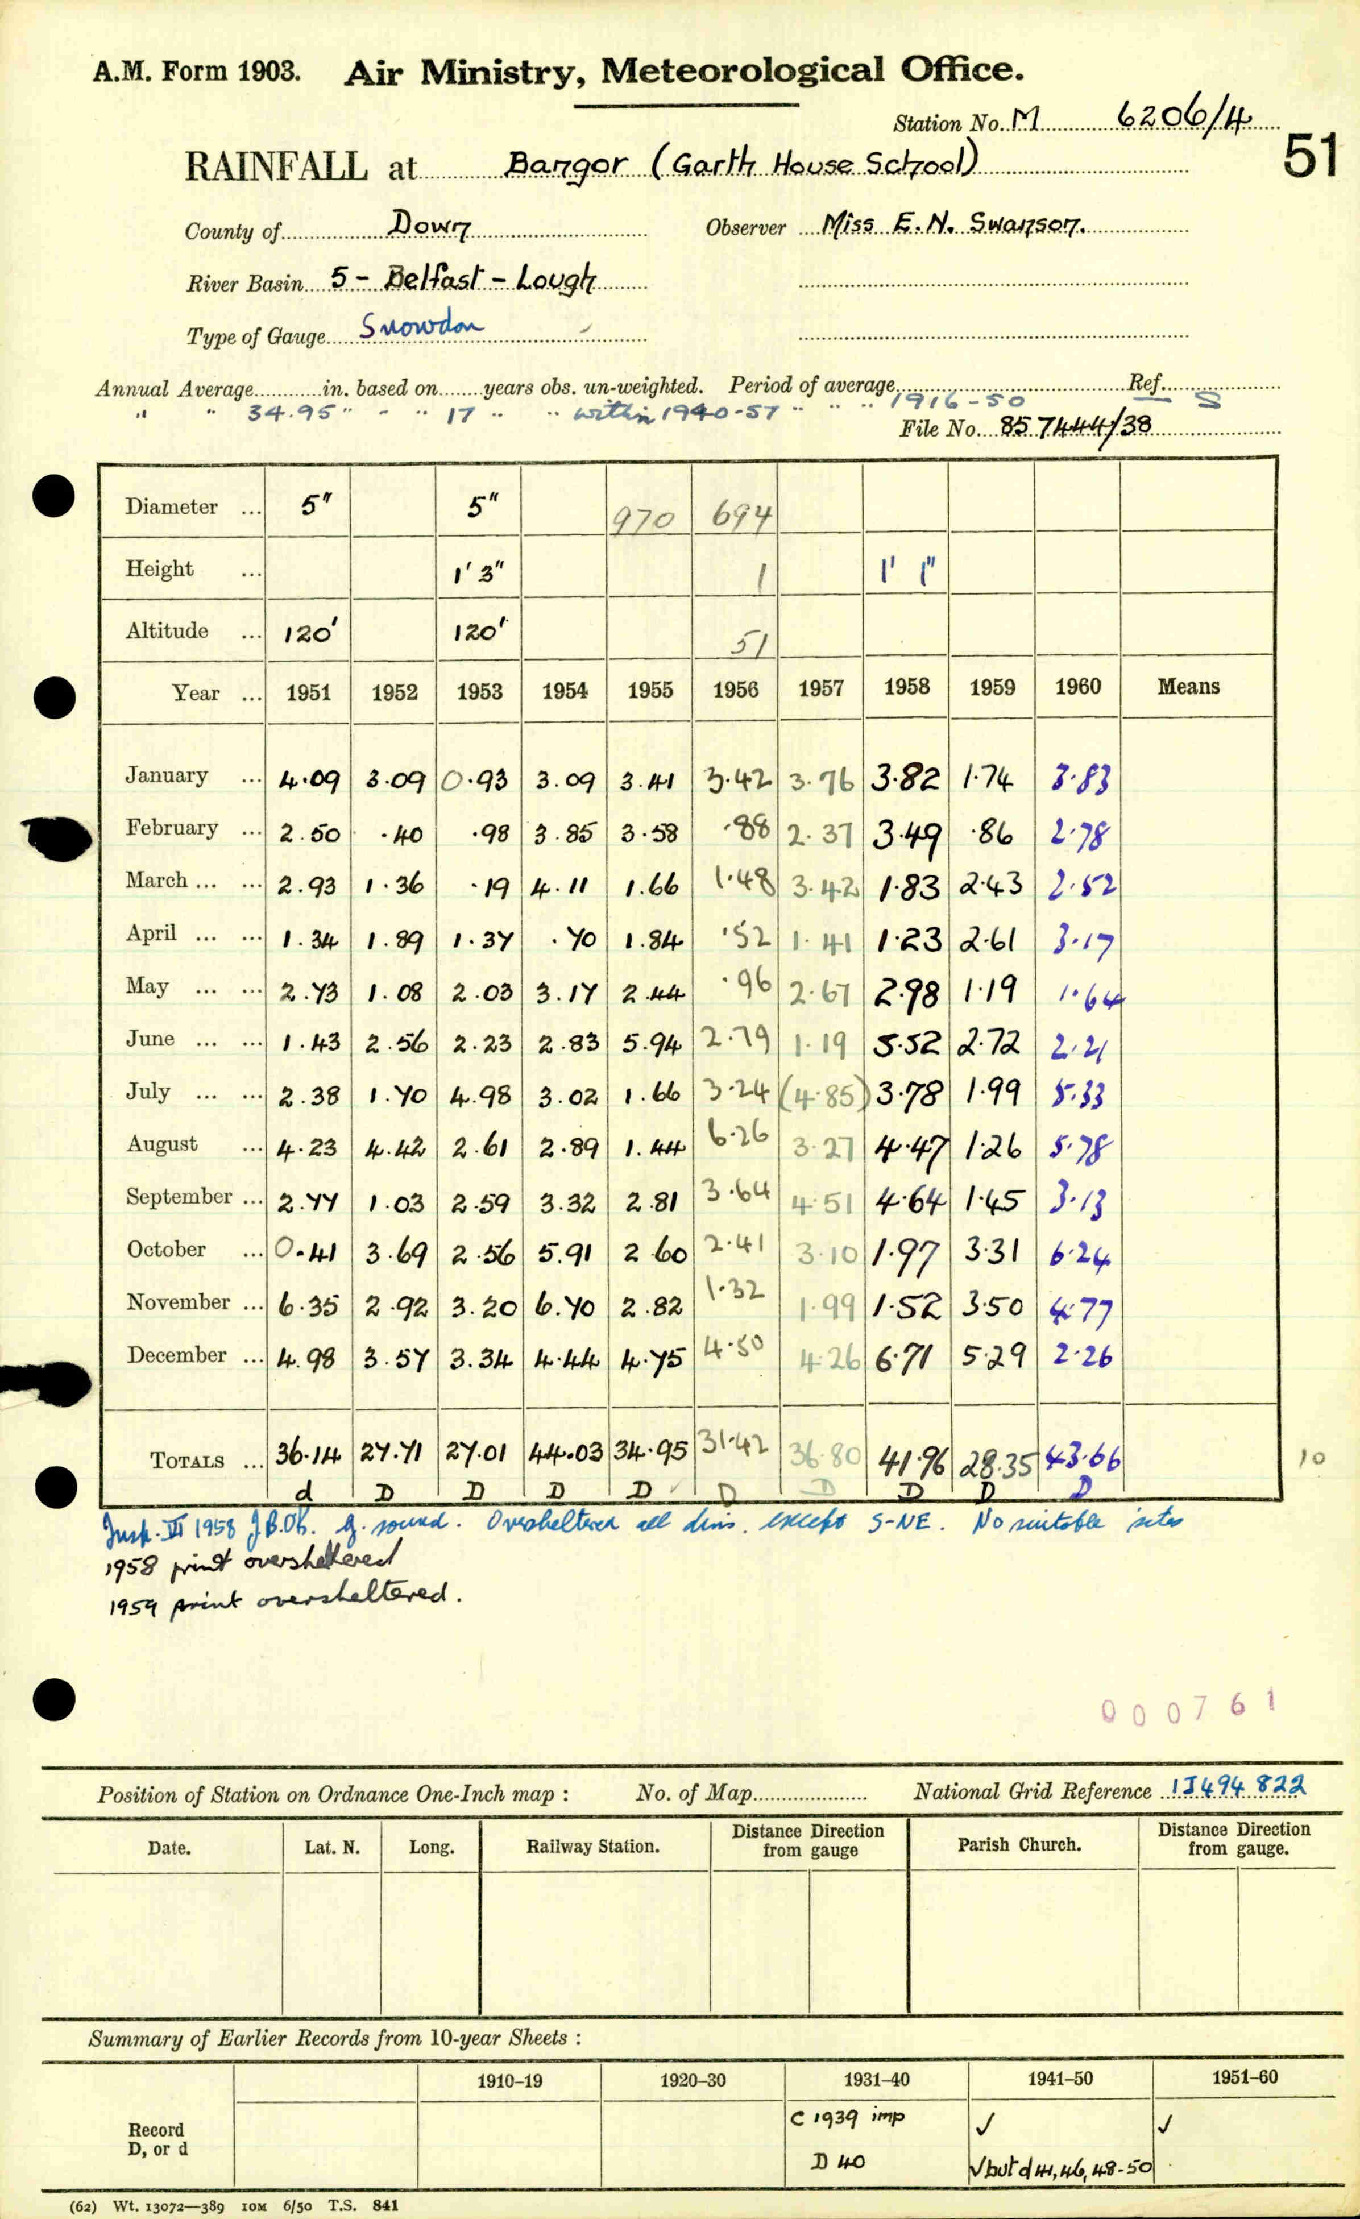 A.M. Form 1903. Air Ministry, Meteorological Office.
Station No. M 6206/4
51
RAINFALL at Bangor (Garth House School)
County of Down Observer Miss E.N. Swanson.
River Basin 5 - Belfast - Lough
Type of Gauge Snowdon
Annual Average in. based on years obs. un-weighted. Period of average Ref.
" " 34.95 " - " 17 " " within 1940-57 " " " 1916-50 S
File No. 857444/38
Diameter ... 5" 5" 970 694
Height ... 1' 3" 1 1' 1"
Altitude ... 120' 120' 51
Year ... 1951 1952 1953 1954 1955 1956 1957 1958 1959 1960 Means
January ... 4.09 3.09 0.93 3.09 3.41 3.42 3.76 3.82 1.74 3.83
February ... 2.50 .40 .98 3.85 3.58 .88 2.37 3.49 .86 2.78
March ... ... 2.93 1.36 .19 4.11 1.66 1.48 3.42 1.83 2.43 2.52
April ... ... 1.34 1.89 1.37 .70 1.84 .52 1.41 1.23 2.61 3.17
May ... ... 2.73 1.08 2.03 3.17 2.44 .96 2.67 2.98 1.19 1.64
June ... ... 1.43 2.56 2.23 2.83 5.94 2.79 1.19 5.52 2.72 2.21
July ... ... 2.38 1.70 4.98 3.02 1.66 3.24 (4.85) 3.78 1.99 5.33
August ... 4.23 4.42 2.61 2.89 1.44 6.26 3.27 4.47 1.26 5.78
September ... 2.77 1.03 2.59 3.32 2.81 3.64 4.51 4.64 1.45 3.13
October ... 0.41 3.69 2.56 5.91 2 60 2.41 3.10 1.97 3.31 6.24
November ... 6.35 2.92 3.20 6.70 2.82 1.32 1.99 1.52 3.50 4.77
December ... 4.98 3.57 3.34 4.44 4.75 4.50 4.26 6.71 5.29 2.26
TOTALS ... 36.14 27.71 27.01 44.03 34.95 31.42 36.80 41.96 28.35 43.66 10
d D D D D ✓ D D D D D
Insp. VI 1958 g. sound. Oversheltered all dirns. except S-NE. No suitable sites
1958 print oversheltered
1959 print oversheltered.
000761
Position of Station on Ordnance One-Inch map : No. of Map National Grid Reference 1J494 822
Date. Lat. N. Long. Railway Station. Distance Direction from gauge Parish Church. Distance Direction from gauge.
Summary of Earlier Records from 10-year Sheets :
1910–19 1920–30 1931–40 1941–50 1951–60
Record C 1939 imp ✓ ✓
D, or d D 40 ✓ but d 41, 46, 48-50
(62) Wt. 13072—389 10M 6/50 T.S. 841